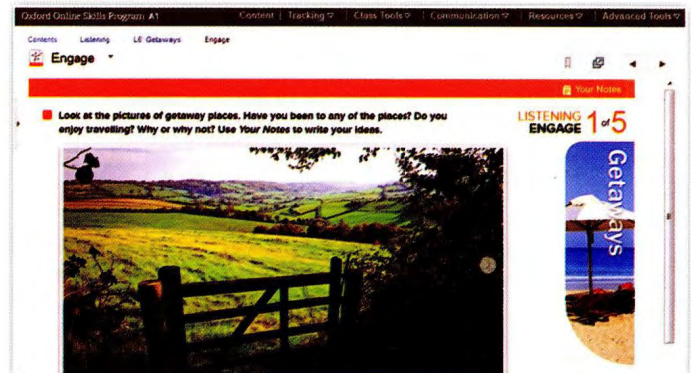 Oxford Online Skills Program A1
Content | Tracking | Class Tools | Communication | Resources | Advanced Tools
Contents Listening L6 Getaways Engage
Engage
Your Notes
Look at the pictures of getaway places. Have you been to any of the places? Do you
enjoy travelling? Why or why not? Use Your Notes to write your ideas.
LISTENING
ENGAGE 1 of 5
Getaways